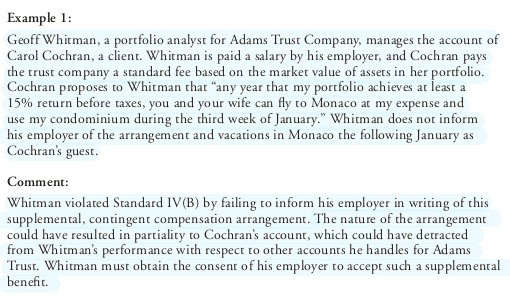 Example 1:
Geoff Whitman, a portfolio analyst for Adams Trust Company, manages the account of
Carol Cochran, a client. Whitman is paid a salary by his employer, and Cochran pays
the trust company a standard fee based on the market value of assets in her portfolio.
Cochran proposes to Whitman that “any year that my portfolio achieves at least a
15% return before taxes, you and your wife can fly to Monaco at my expense and
use my condominium during the third week of January.” Whitman does not inform
his employer of the arrangement and vacations in Monaco the following January as
Cochran’s guest.
Comment:
Whitman violated Standard IV(B) by failing to inform his employer in writing of this
supplemental, contingent compensation arrangement. The nature of the arrangement
could have resulted in partiality to Cochran’s account, which could have detracted
from Whitman’s performance with respect to other accounts he handles for Adams
Trust. Whitman must obtain the consent of his employer to accept such a supplemental
benefit.